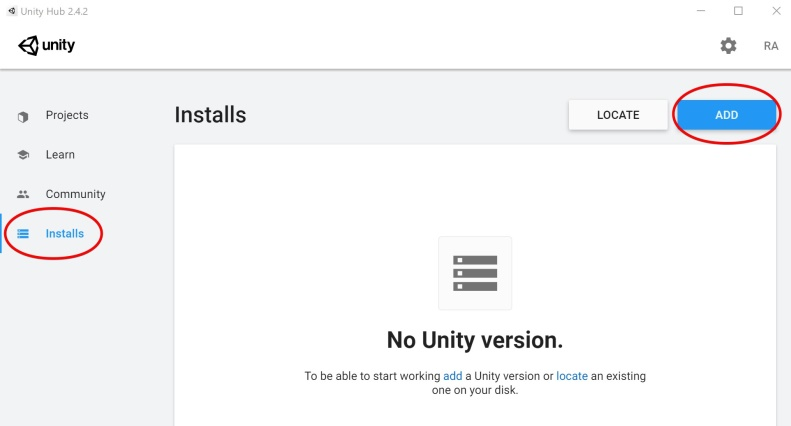 Unity Hub 2.4.2
unity
RA
Projects
Learn
Community
Installs
Installs
LOCATE
ADD
No Unity version.
To be able to start working add a Unity version or locate an existing
one on your disk.